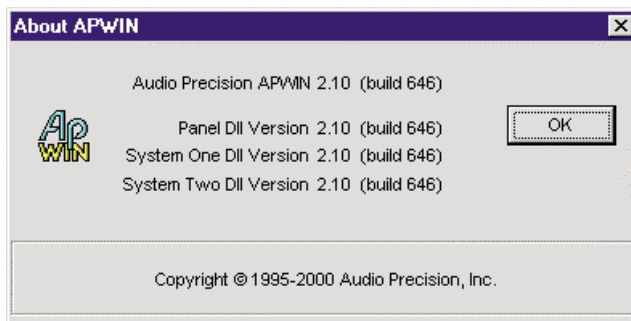 About APWIN
Audio Precision APWIN 2.10 (build 646)
Ap
WIN
Panel Dll Version 2.10 (build 646)
OK
System One Dll Version 2.10 (build 646)
System Two Dll Version 2.10 (build 646)
Copyright © 1995-2000 Audio Precision, Inc.